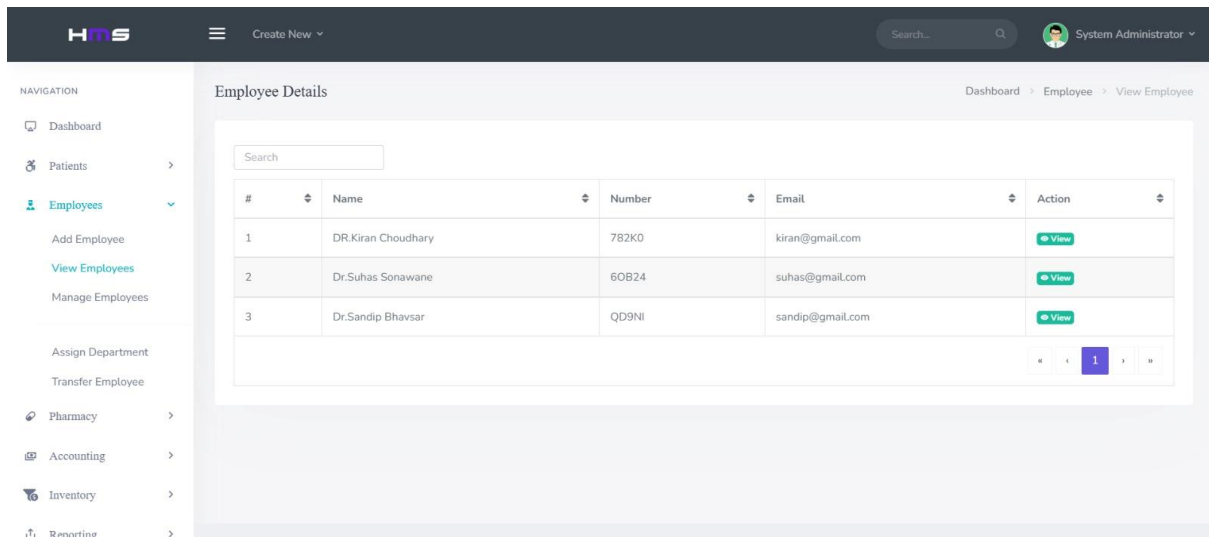 HMS
Create New
Search...
System Administrator
NAVIGATION
Dashboard
Patients
Employees
Add Employee
View Employees
Manage Employees
Assign Department
Transfer Employee
Pharmacy
Accounting
Inventory
Reporting
Employee Details
Dashboard > Employee > View Employee
Search
# Name Number Email Action
1 DR.Kiran Choudhary 782K0 kiran@gmail.com View
2 Dr.Suhas Sonawane 6OB24 suhas@gmail.com View
3 Dr.Sandip Bhavsar QD9NI sandip@gmail.com View
« ‹ 1 › »